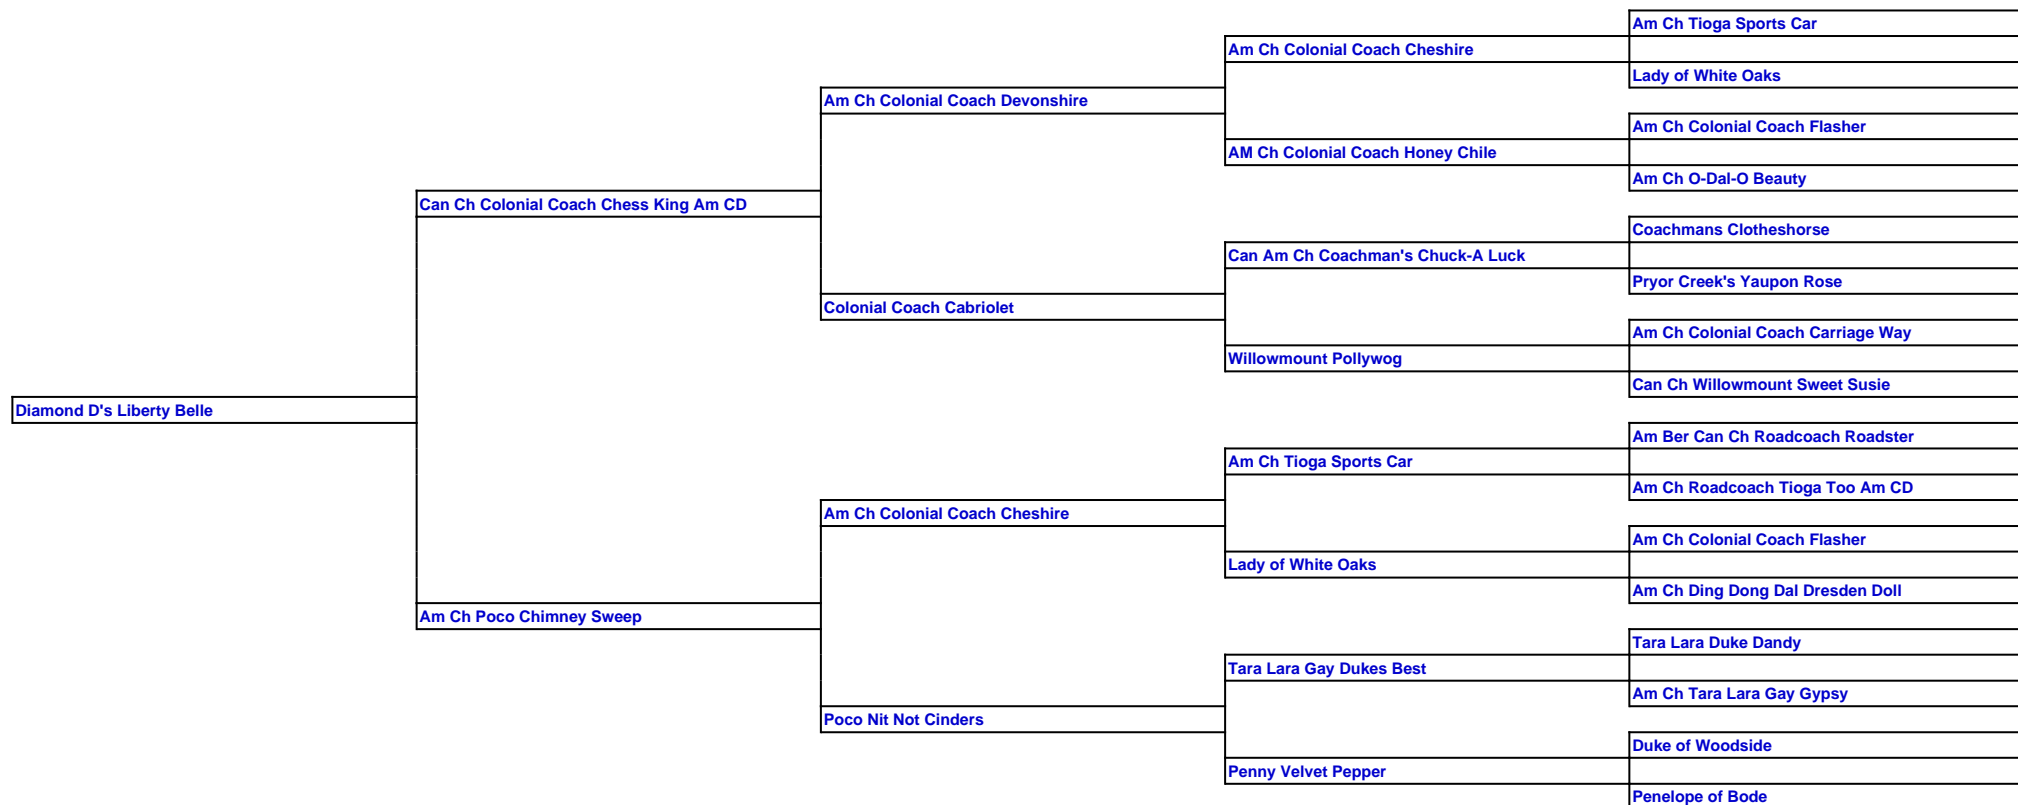 Am Ch Tioga Sports Car
Am Ch Colonial Coach Cheshire
Lady of White Oaks
Am Ch Colonial Coach Devonshire
Am Ch Colonial Coach Flasher
AM Ch Colonial Coach Honey Chile
Am Ch O-Dal-O Beauty
Can Ch Colonial Coach Chess King Am CD
Coachmans Clotheshorse
Can Am Ch Coachman's Chuck-A Luck
Pryor Creek's Yaupon Rose
Colonial Coach Cabriolet
Am Ch Colonial Coach Carriage Way
Willowmount Pollywog
Can Ch Willowmount Sweet Susie
Diamond D's Liberty Belle
Am Ber Can Ch Roadcoach Roadster
Am Ch Tioga Sports Car
Am Ch Roadcoach Tioga Too Am CD
Am Ch Colonial Coach Cheshire
Am Ch Colonial Coach Flasher
Lady of White Oaks
Am Ch Ding Dong Dal Dresden Doll
Am Ch Poco Chimney Sweep
Tara Lara Duke Dandy
Tara Lara Gay Dukes Best
Am Ch Tara Lara Gay Gypsy
Poco Nit Not Cinders
Duke of Woodside
Penny Velvet Pepper
Penelope of Bode